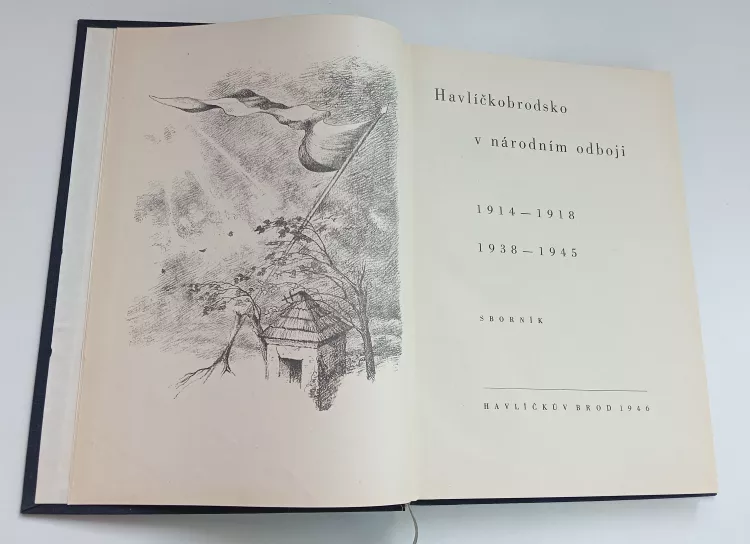 Havlíčkobrodsko
v národním odboji
1914—1918
1938—1945
SBORNÍK
HAVLÍČKŮV BROD 1946